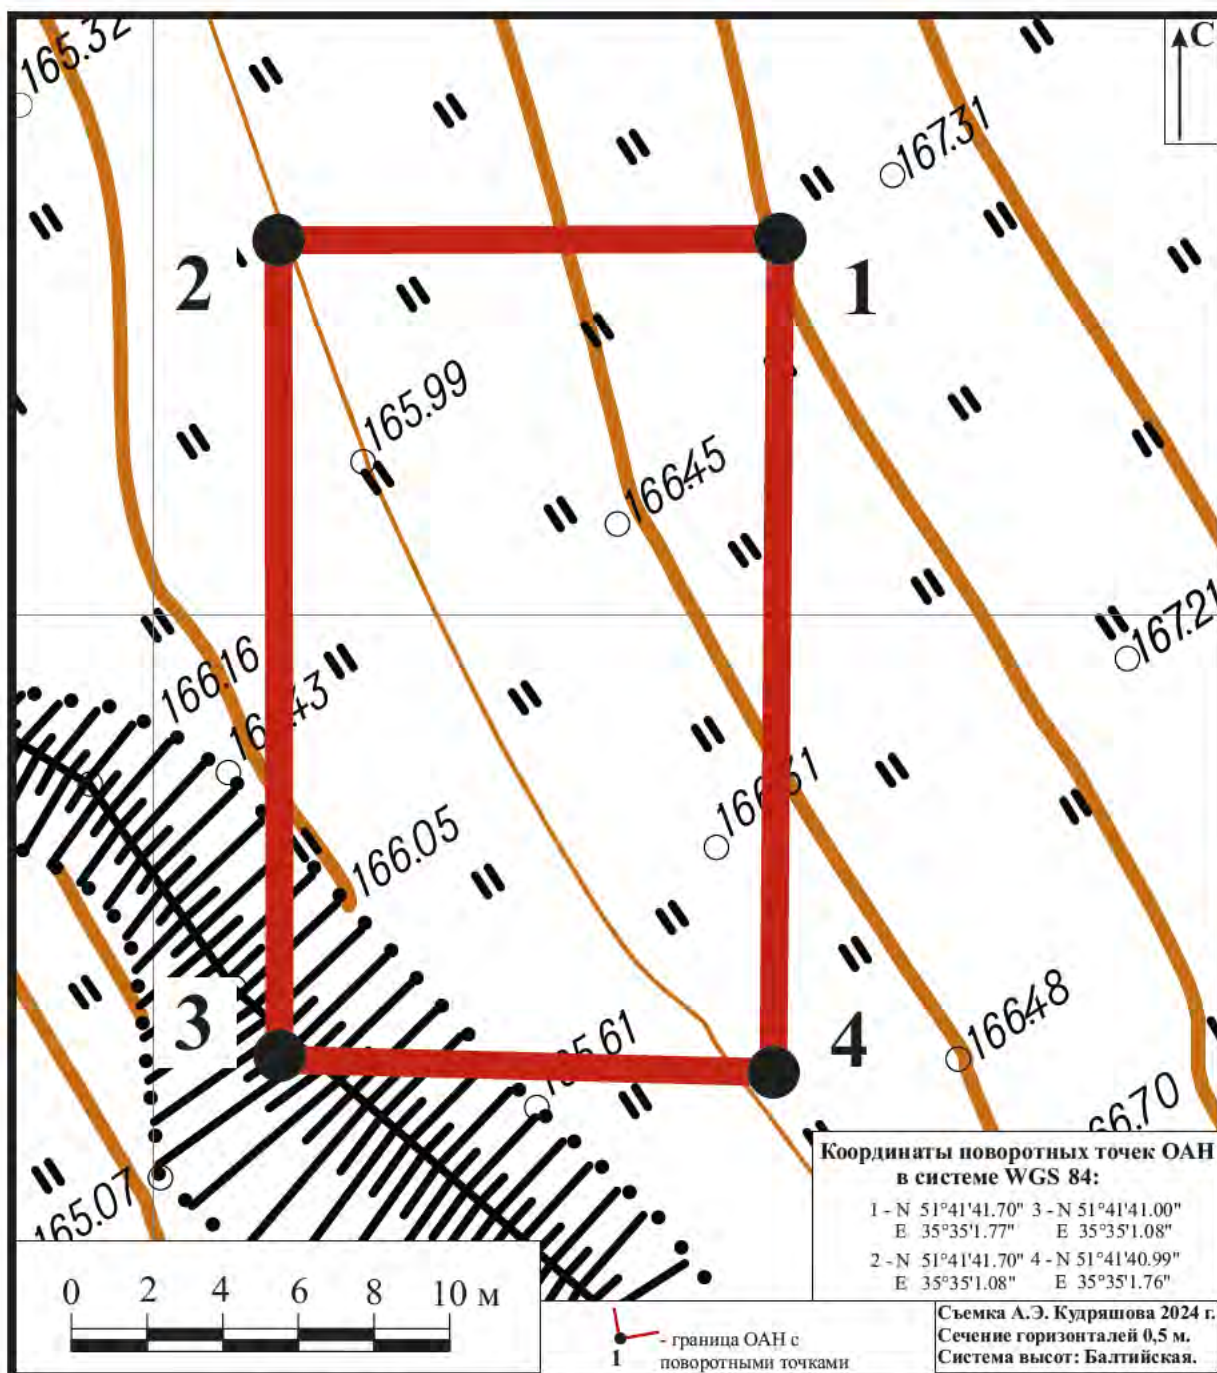 165.32
С
167.31
2
1
165.99
166.45
167.21
166.16
166.05
3
4
166.48
165.07
Координаты поворотных точек ОАН
в системе WGS 84:
1 - N 51°41'41.70" 3 - N 51°41'41.00"
E 35°35'1.77" E 35°35'1.08"
2 - N 51°41'41.70" 4 - N 51°41'40.99"
E 35°35'1.08" E 35°35'1.76"
0 2 4 6 8 10 м
- граница ОАН с
1 поворотными точками
Съемка А.Э. Кудряшова 2024 г.
Сечение горизонталей 0,5 м.
Система высот: Балтийская.